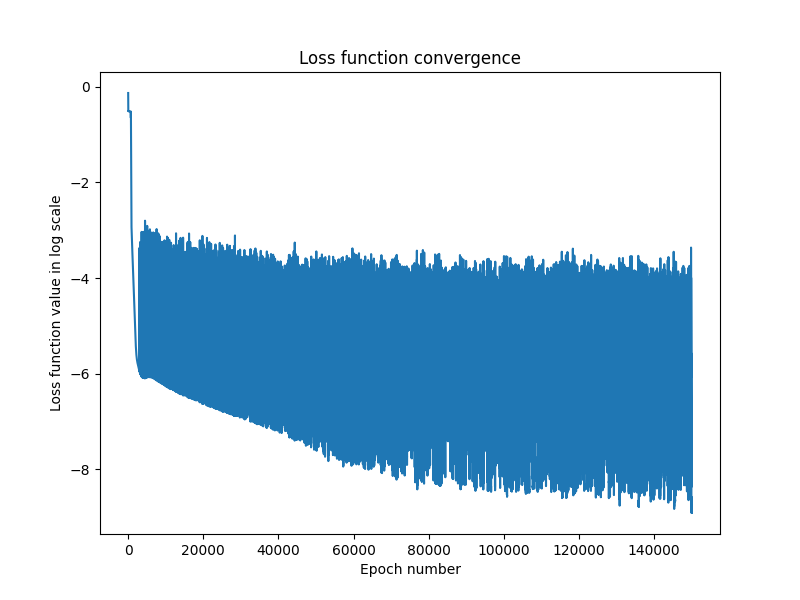 Loss function convergence
0
−2
−4
−6
−8
Loss function value in log scale
0 20000 40000 60000 80000 100000 120000 140000
Epoch number